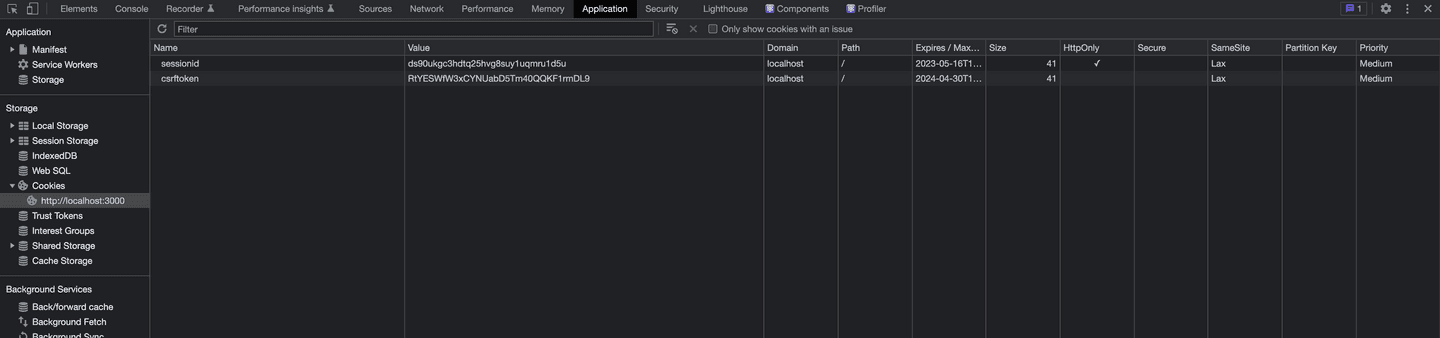 Elements Console Recorder Performance insights Sources Network Performance Memory Application Security Lighthouse Components Profiler 1
Application
Filter
Only show cookies with an issue
Manifest
Service Workers
Storage
Storage
Local Storage
Session Storage
IndexedDB
Web SQL
Cookies
http://localhost:3000
Trust Tokens
Interest Groups
Shared Storage
Cache Storage
Background Services
Back/forward cache
Background Fetch
Background Sync
Name Value Domain Path Expires / Max... Size HttpOnly Secure SameSite Partition Key Priority
sessionid ds90ukgc3hdtq25hvg8suy1uqmru1d5u localhost / 2023-05-16T1... 41 ✓ Lax Medium
csrftoken RtYESWfW3xCYNUabD5Tm40QQKF1rmDL9 localhost / 2024-04-30T1... 41 Lax Medium